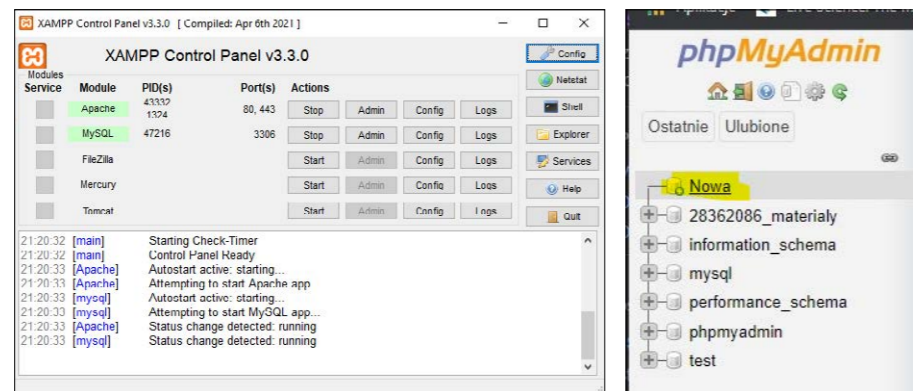 XAMPP Control Panel v3.3.0 [ Compiled: Apr 6th 2021 ]
XAMPP Control Panel v3.3.0
Config
Modules
Service Module PID(s) Port(s) Actions
Netstat
Apache 43332 1324 80, 443 Stop Admin Config Logs
Shell
MySQL 47216 3306 Stop Admin Config Logs
Explorer
FileZilla Start Admin Config Logs
Services
Mercury Start Admin Config Logs
Help
Tomcat Start Admin Config Logs
Quit
21:20:32 [main] Starting Check-Timer
21:20:32 [main] Control Panel Ready
21:20:33 [Apache] Autostart active: starting...
21:20:33 [Apache] Attempting to start Apache app
21:20:33 [mysql] Autostart active: starting...
21:20:33 [mysql] Attempting to start MySQL app...
21:20:33 [Apache] Status change detected: running
21:20:33 [mysql] Status change detected: running
phpMyAdmin
Ostatnie Ulubione
Nowa
28362086_materialy
information_schema
mysql
performance_schema
phpmyadmin
test